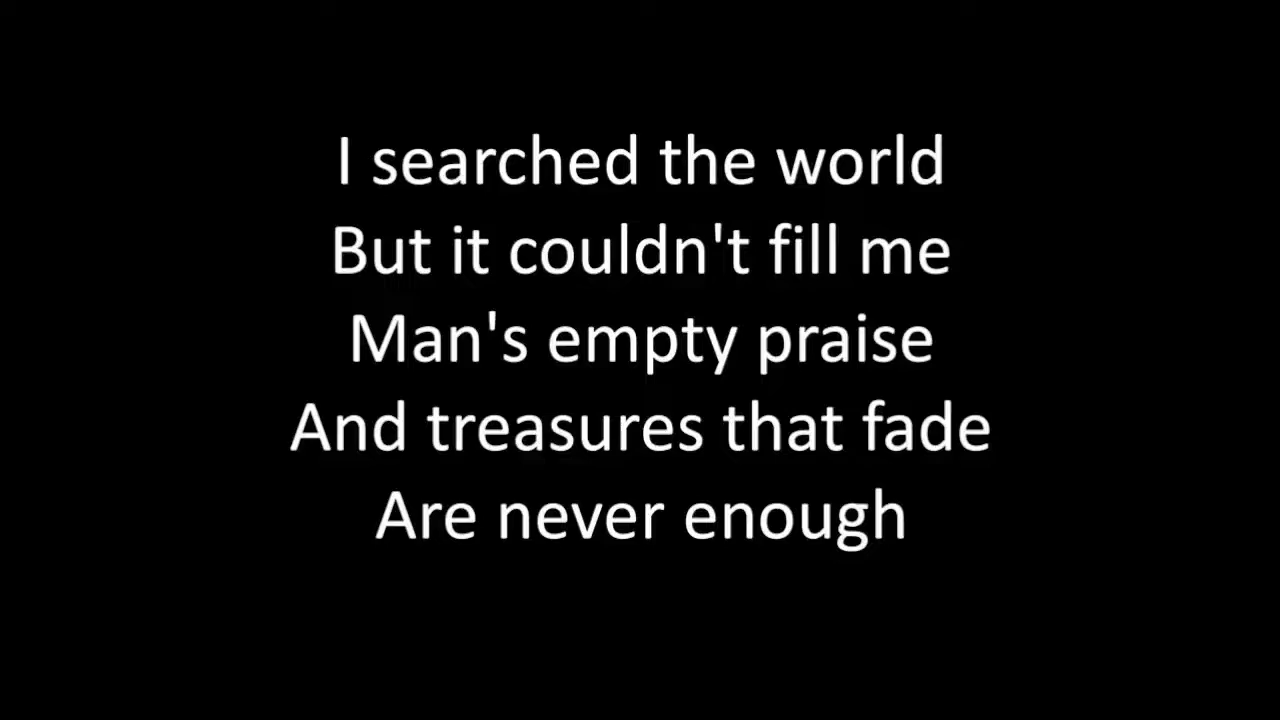 I searched the world
But it couldn't fill me
Man's empty praise
And treasures that fade
Are never enough